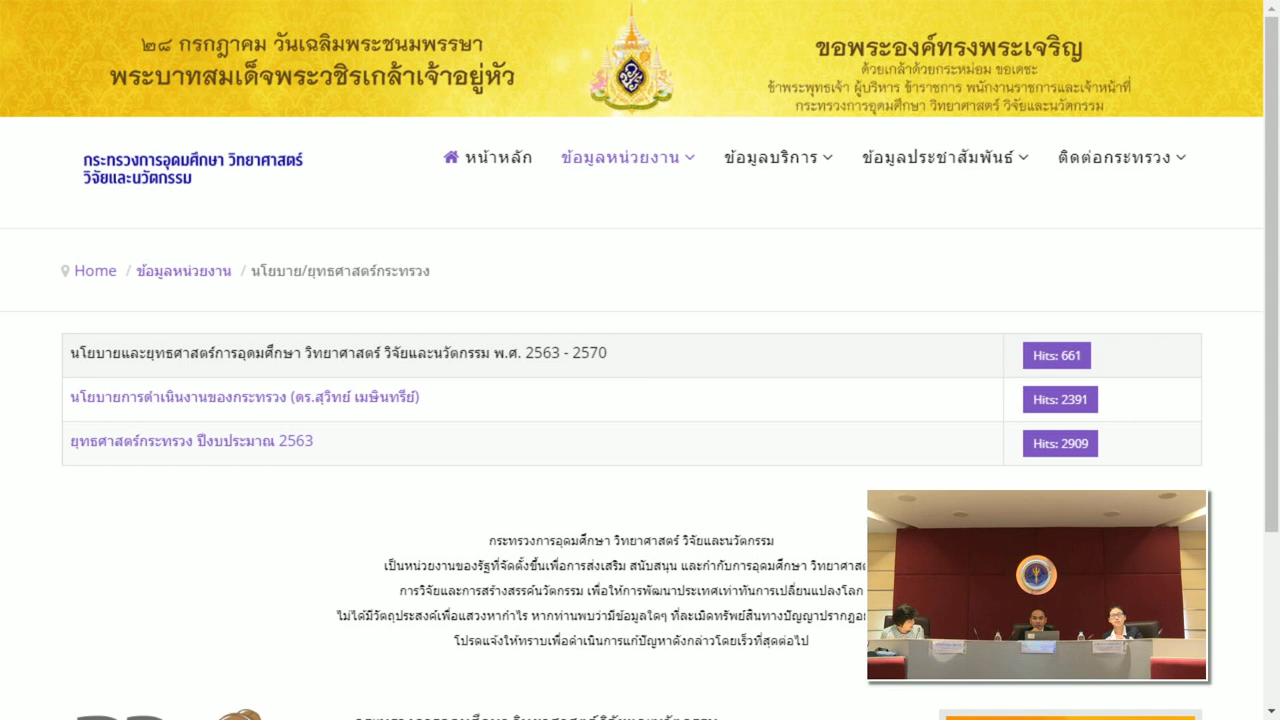 ๒๘ กรกฎาคม วันเฉลิมพระชนมพรรษา
พระบาทสมเด็จพระวชิรเกล้าเจ้าอยู่หัว
ขอพระองค์ทรงพระเจริญ
ด้วยเกล้าด้วยกระหม่อม ขอเดชะ
ข้าพระพุทธเจ้า ผู้บริหาร ข้าราชการ พนักงานราชการและเจ้าหน้าที่
กระทรวงการอุดมศึกษา วิทยาศาสตร์ วิจัยและนวัตกรรม
กระทรวงการอุดมศึกษา วิทยาศาสตร์
วิจัยและนวัตกรรม
หน้าหลัก ข้อมูลหน่วยงาน ข้อมูลบริการ ข้อมูลประชาสัมพันธ์ ติดต่อกระทรวง
Home / ข้อมูลหน่วยงาน / นโยบาย/ยุทธศาสตร์กระทรวง
นโยบายและยุทธศาสตร์การอุดมศึกษา วิทยาศาสตร์ วิจัยและนวัตกรรม พ.ศ. 2563 - 2570 Hits: 661
นโยบายการดำเนินงานของกระทรวง (ดร.สุวิทย์ เมษินทรีย์) Hits: 2391
ยุทธศาสตร์กระทรวง ปีงบประมาณ 2563 Hits: 2909
กระทรวงการอุดมศึกษา วิทยาศาสตร์ วิจัยและนวัตกรรม
เป็นหน่วยงานของรัฐที่จัดตั้งขึ้นเพื่อการส่งเสริม สนับสนุน และกำกับการอุดมศึกษา วิทยาศาส
การวิจัยและการสร้างสรรค์นวัตกรรม เพื่อให้การพัฒนาประเทศเท่าทันการเปลี่ยนแปลงโลก
ไม่ได้มีวัตถุประสงค์เพื่อแสวงหากำไร หากท่านพบว่ามีข้อมูลใดๆ ที่ละเมิดทรัพย์สินทางปัญญาปรากฏอ
โปรดแจ้งให้ทราบเพื่อดำเนินการแก้ปัญหาดังกล่าวโดยเร็วที่สุดต่อไป